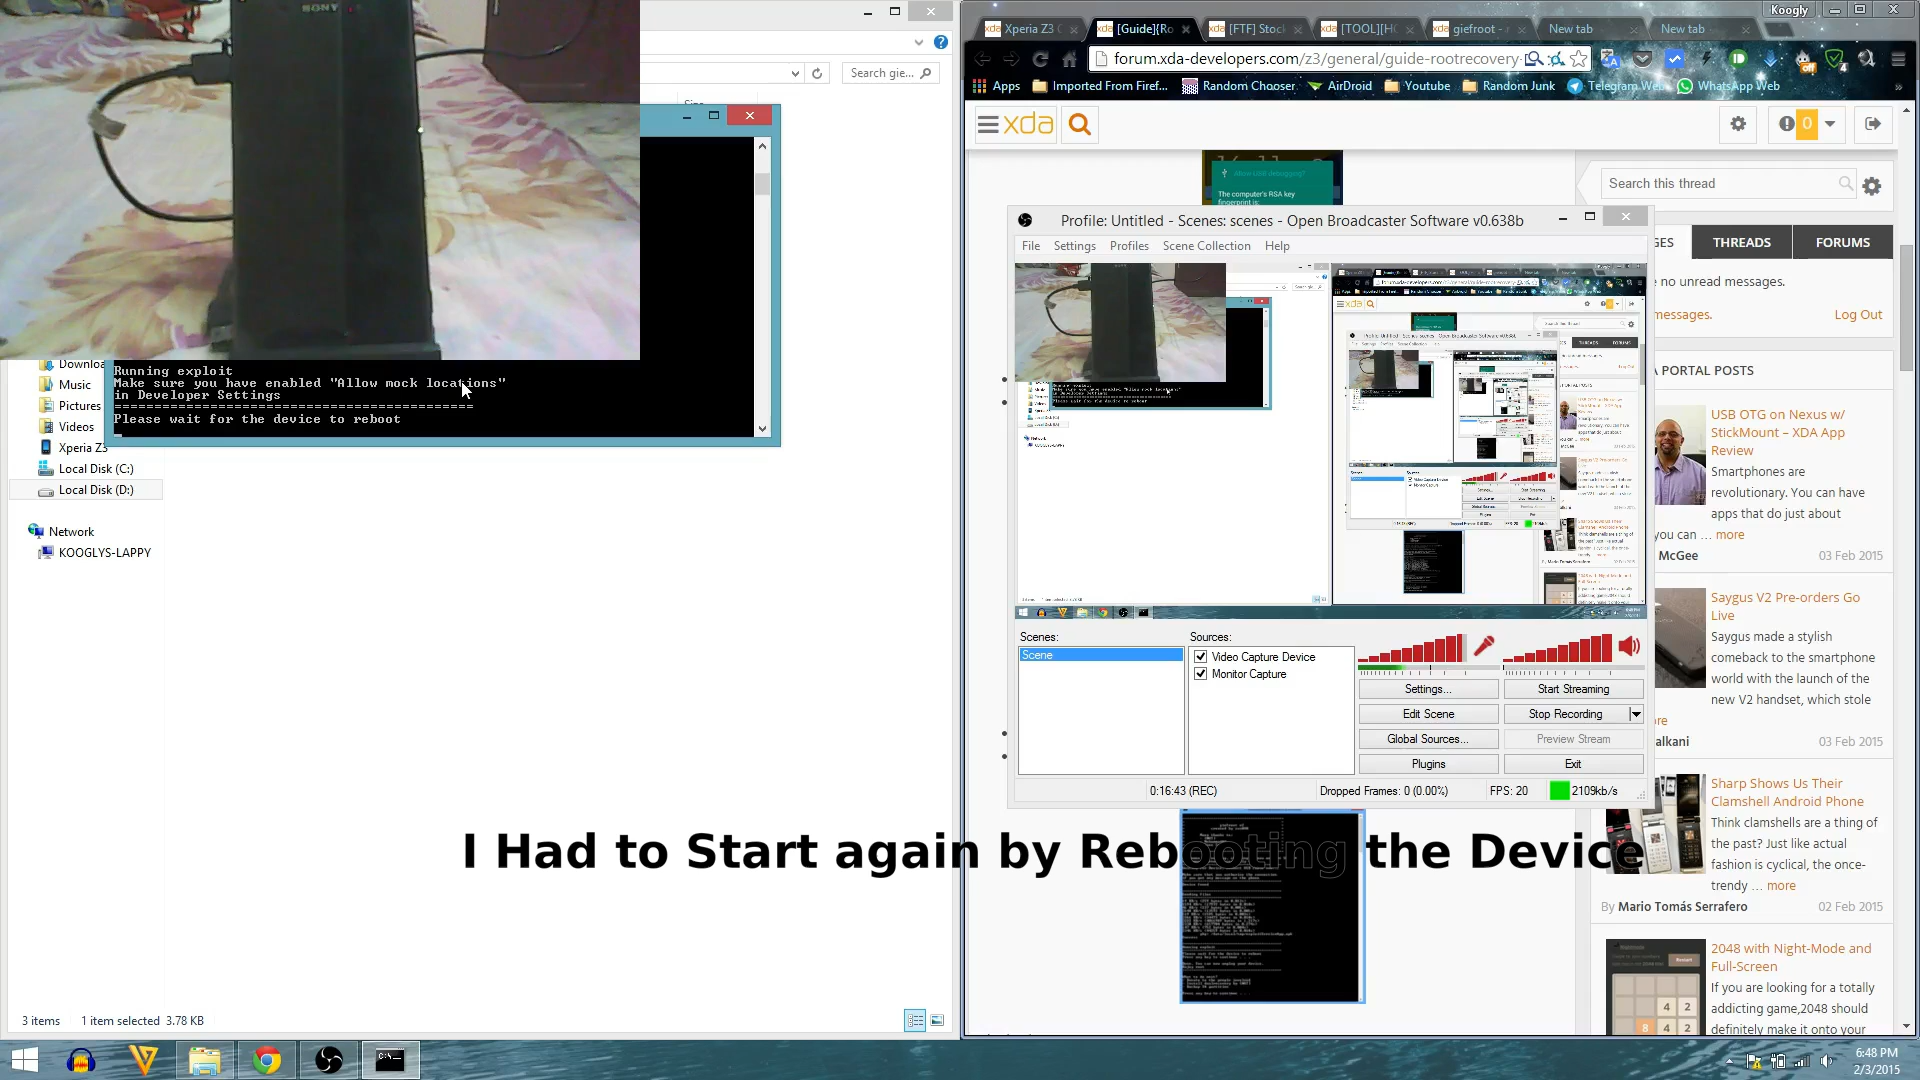 SONY
Search gie...
Running exploit
Make sure you have enabled "Allow mock locations"
in Developer Settings
Please wait for the device to reboot
Music
Pictures
Videos
Xperia Z3
Local Disk (C:)
Local Disk (D:)
Network
KOOGLYS-LAPPY
3 items 1 item selected 3.78 KB
Koogly
Xperia Z3
[Guide]{Ro
[FTF] Stock
[TOOL][H
giefroot - r
New tab
New tab
forum.xda-developers.com/z3/general/guide-rootrecovery-
Apps
Imported From Firef...
Random Chooser
AirDroid
Youtube
Random Junk
Telegram Web
WhatsApp Web
xda
0
Allow USB debugging?
The computer's RSA key
fingerprint is:
Search this thread
GES THREADS FORUMS
no unread messages.
messages.
Log Out
Profile: Untitled - Scenes: scenes - Open Broadcaster Software v0.638b
File Settings Profiles Scene Collection Help
Scenes:
Scene
Sources:
Video Capture Device
Monitor Capture
Settings...
Start Streaming
Edit Scene
Stop Recording
Global Sources...
Preview Stream
Plugins
Exit
0:16:43 (REC)
Dropped Frames: 0 (0.00%)
FPS: 20
2109kb/s
A PORTAL POSTS
USB OTG on Nexus w/
StickMount – XDA App
Review
Smartphones are
revolutionary. You can have
apps that do just about
you can ... more
McGee
03 Feb 2015
Saygus V2 Pre-orders Go
Live
Saygus made a stylish
comeback to the smartphone
world with the launch of the
new V2 handset, which stole
alkani
03 Feb 2015
Sharp Shows Us Their
Clamshell Android Phone
Think clamshells are a thing of
the past? Just like actual
fashion is cyclical, the once-
trendy ... more
By Mario Tomás Serrafero
02 Feb 2015
2048 with Night-Mode and
Full-Screen
If you are looking for a totally
addicting game,2048 should
definitely make it onto your
I Had to Start again by Rebooting the Device
6:48 PM
2/3/2015